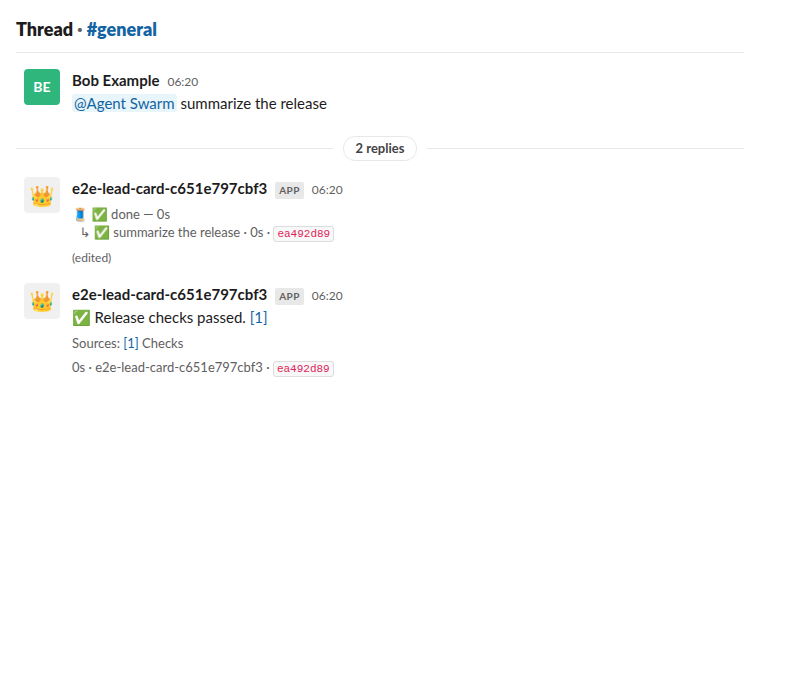 Thread • #general
BE
Bob Example 06:20
@Agent Swarm summarize the release
2 replies
e2e-lead-card-c651e797cbf3 APP 06:20
🧵 ✅ done — 0s
↳ ✅ summarize the release · 0s · ea492d89
(edited)
e2e-lead-card-c651e797cbf3 APP 06:20
✅ Release checks passed. [1]
Sources: [1] Checks
0s · e2e-lead-card-c651e797cbf3 · ea492d89